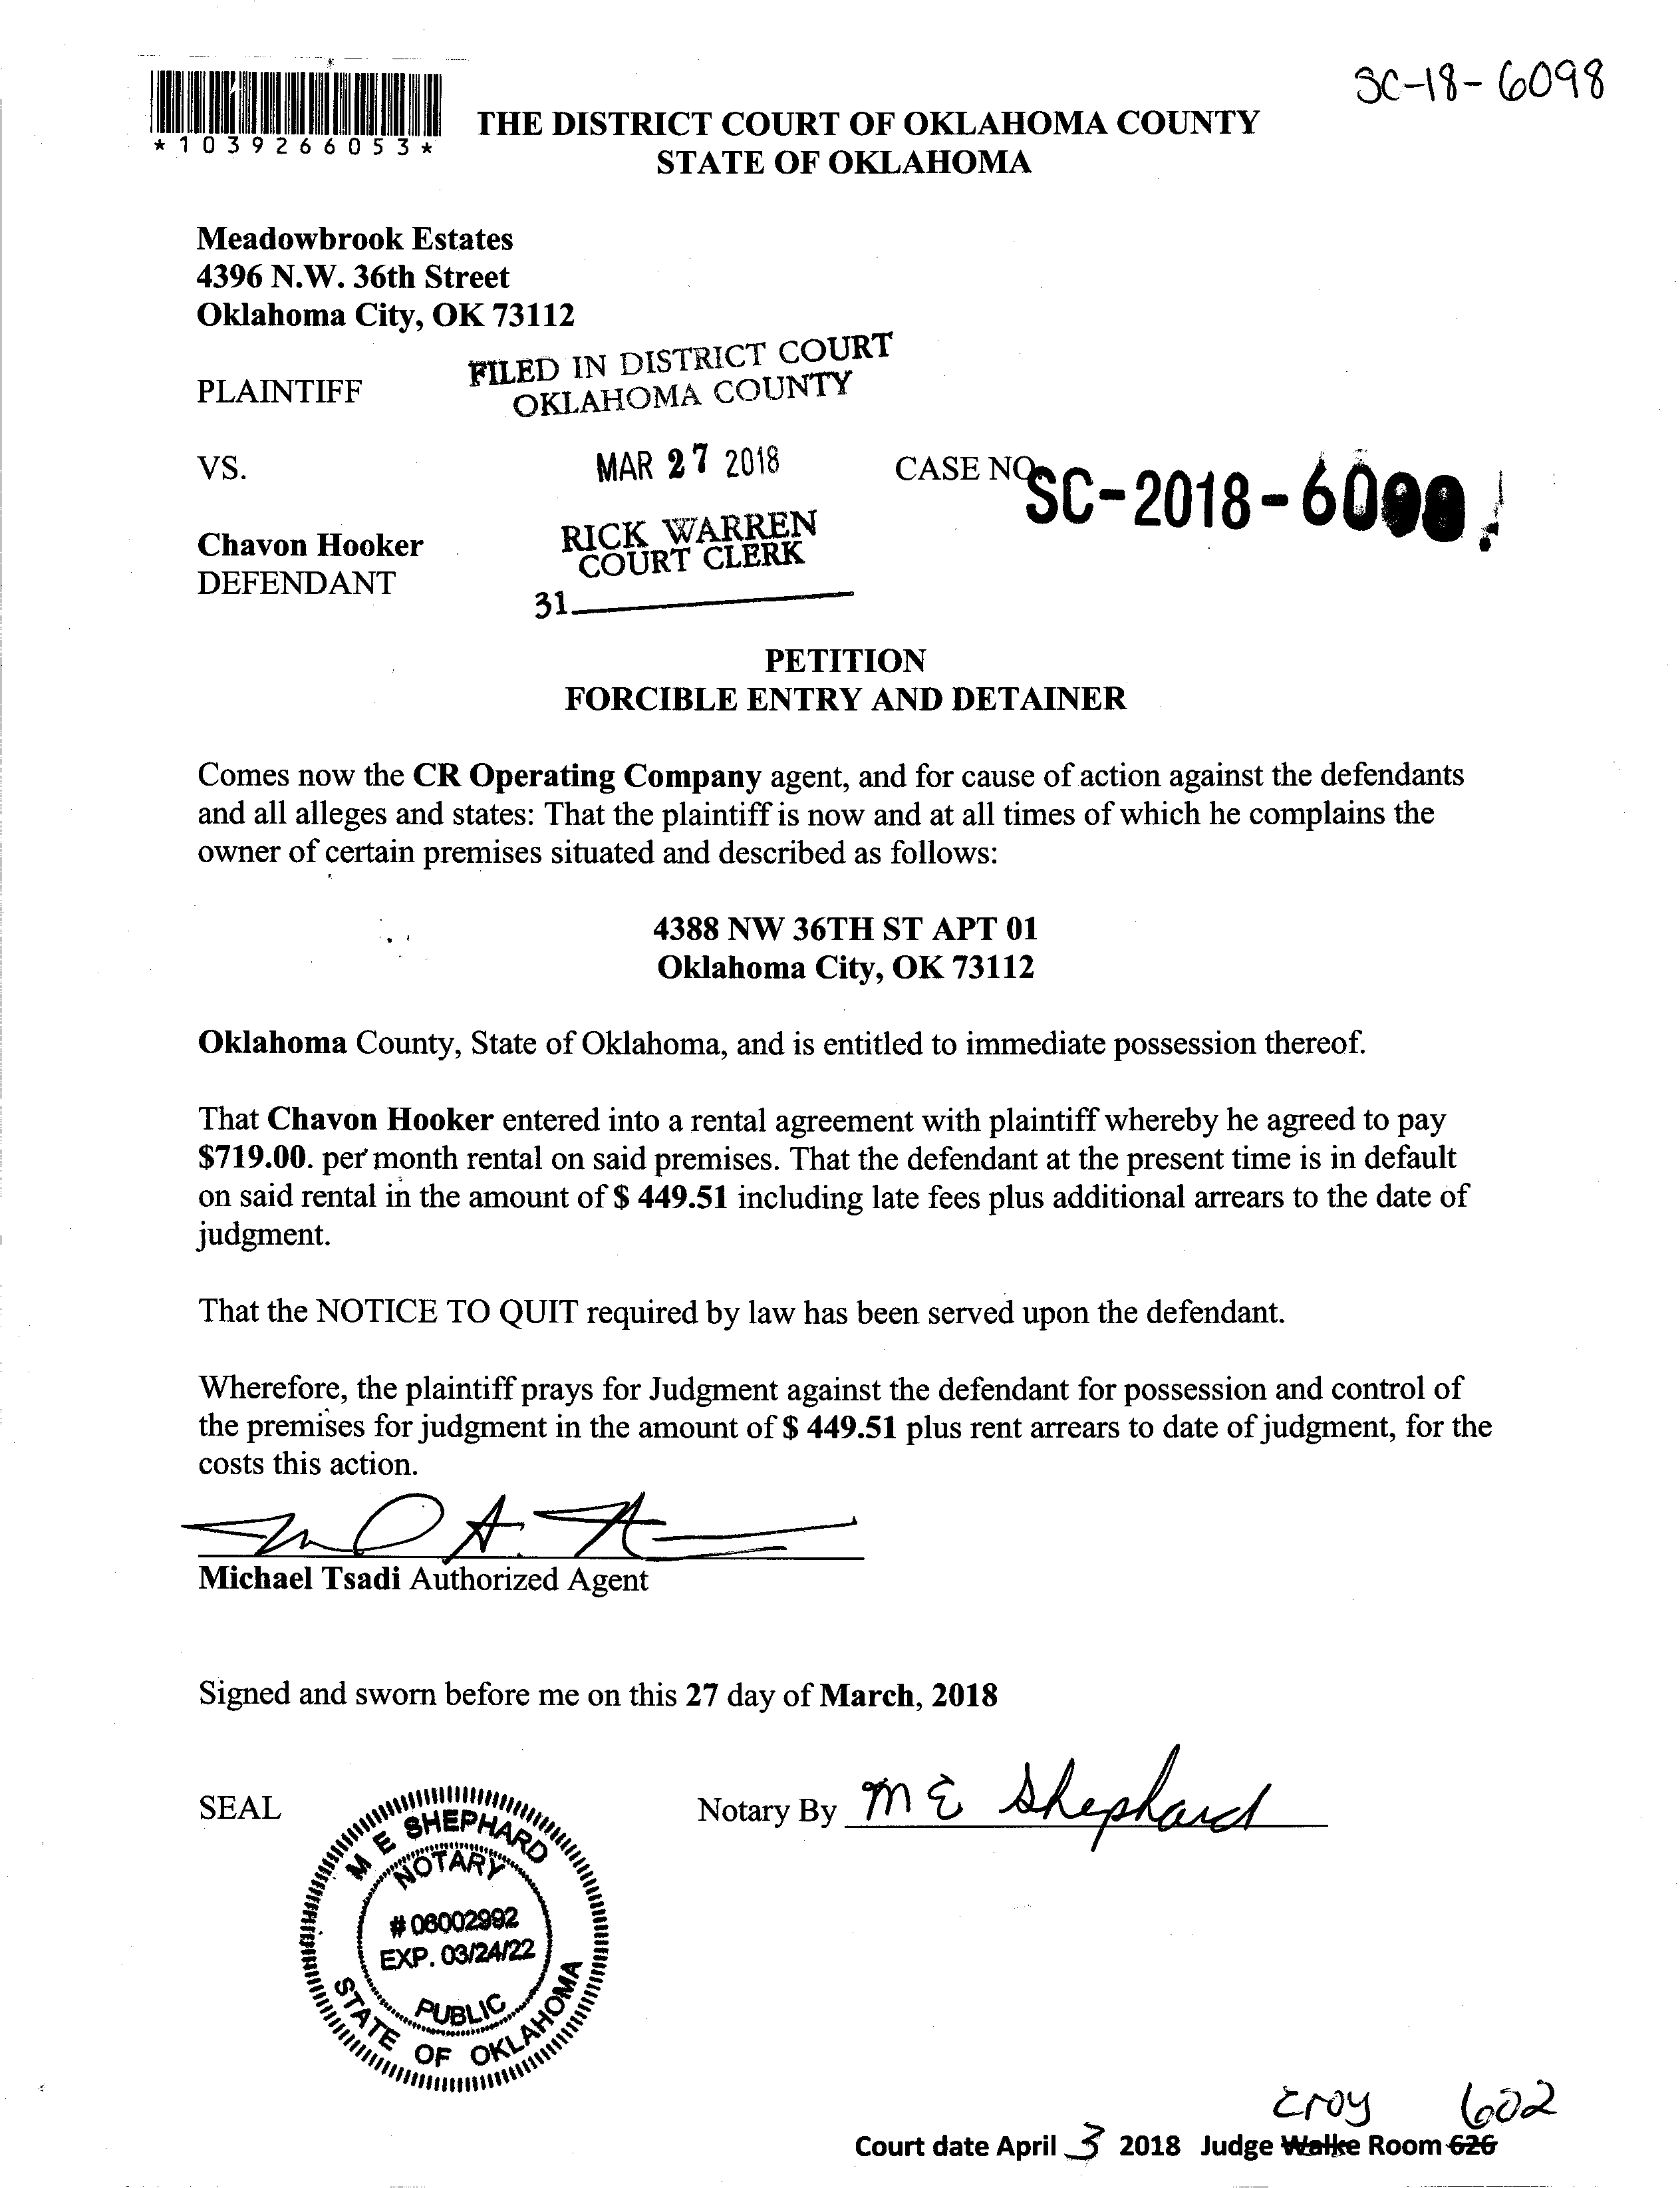 SC-18-6098
*1039266053*
THE DISTRICT COURT OF OKLAHOMA COUNTY
STATE OF OKLAHOMA
Meadowbrook Estates
4396 N.W. 36th Street
Oklahoma City, OK 73112
FILED IN DISTRICT COURT
OKLAHOMA COUNTY
PLAINTIFF
VS.
MAR 27 2018
CASE NO. SC-2018-60
RICK WARREN
COURT CLERK
31
Chavon Hooker
DEFENDANT
PETITION
FORCIBLE ENTRY AND DETAINER
Comes now the CR Operating Company agent, and for cause of action against the defendants
and all alleges and states: That the plaintiff is now and at all times of which he complains the
owner of certain premises situated and described as follows:
4388 NW 36TH ST APT 01
Oklahoma City, OK 73112
Oklahoma County, State of Oklahoma, and is entitled to immediate possession thereof.
That Chavon Hooker entered into a rental agreement with plaintiff whereby he agreed to pay
$719.00. per month rental on said premises. That the defendant at the present time is in default
on said rental in the amount of $ 449.51 including late fees plus additional arrears to the date of
judgment.
That the NOTICE TO QUIT required by law has been served upon the defendant.
Wherefore, the plaintiff prays for Judgment against the defendant for possession and control of
the premises for judgment in the amount of $ 449.51 plus rent arrears to date of judgment, for the
costs this action.
Michael Tsadi Authorized Agent
Signed and sworn before me on this 27 day of March, 2018
SEAL
Notary By M E Shephard
M E SHEPHARD
NOTARY
# 06002992
EXP. 03/24/22
PUBLIC
STATE OF OKLAHOMA
Croy 602
Court date April 3 2018 Judge Walke Room 626